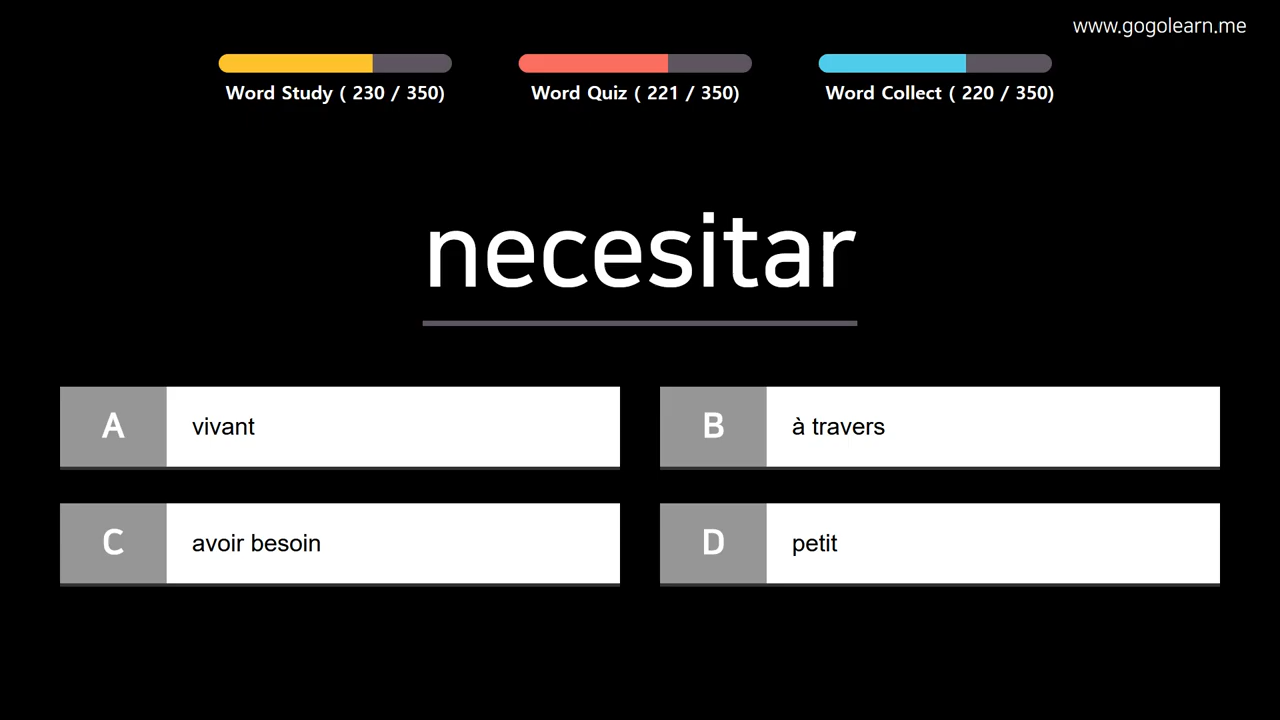 www.gogolearn.me
Word Study ( 230 / 350)
Word Quiz ( 221 / 350)
Word Collect ( 220 / 350)
necesitar
A vivant
B à travers
C avoir besoin
D petit